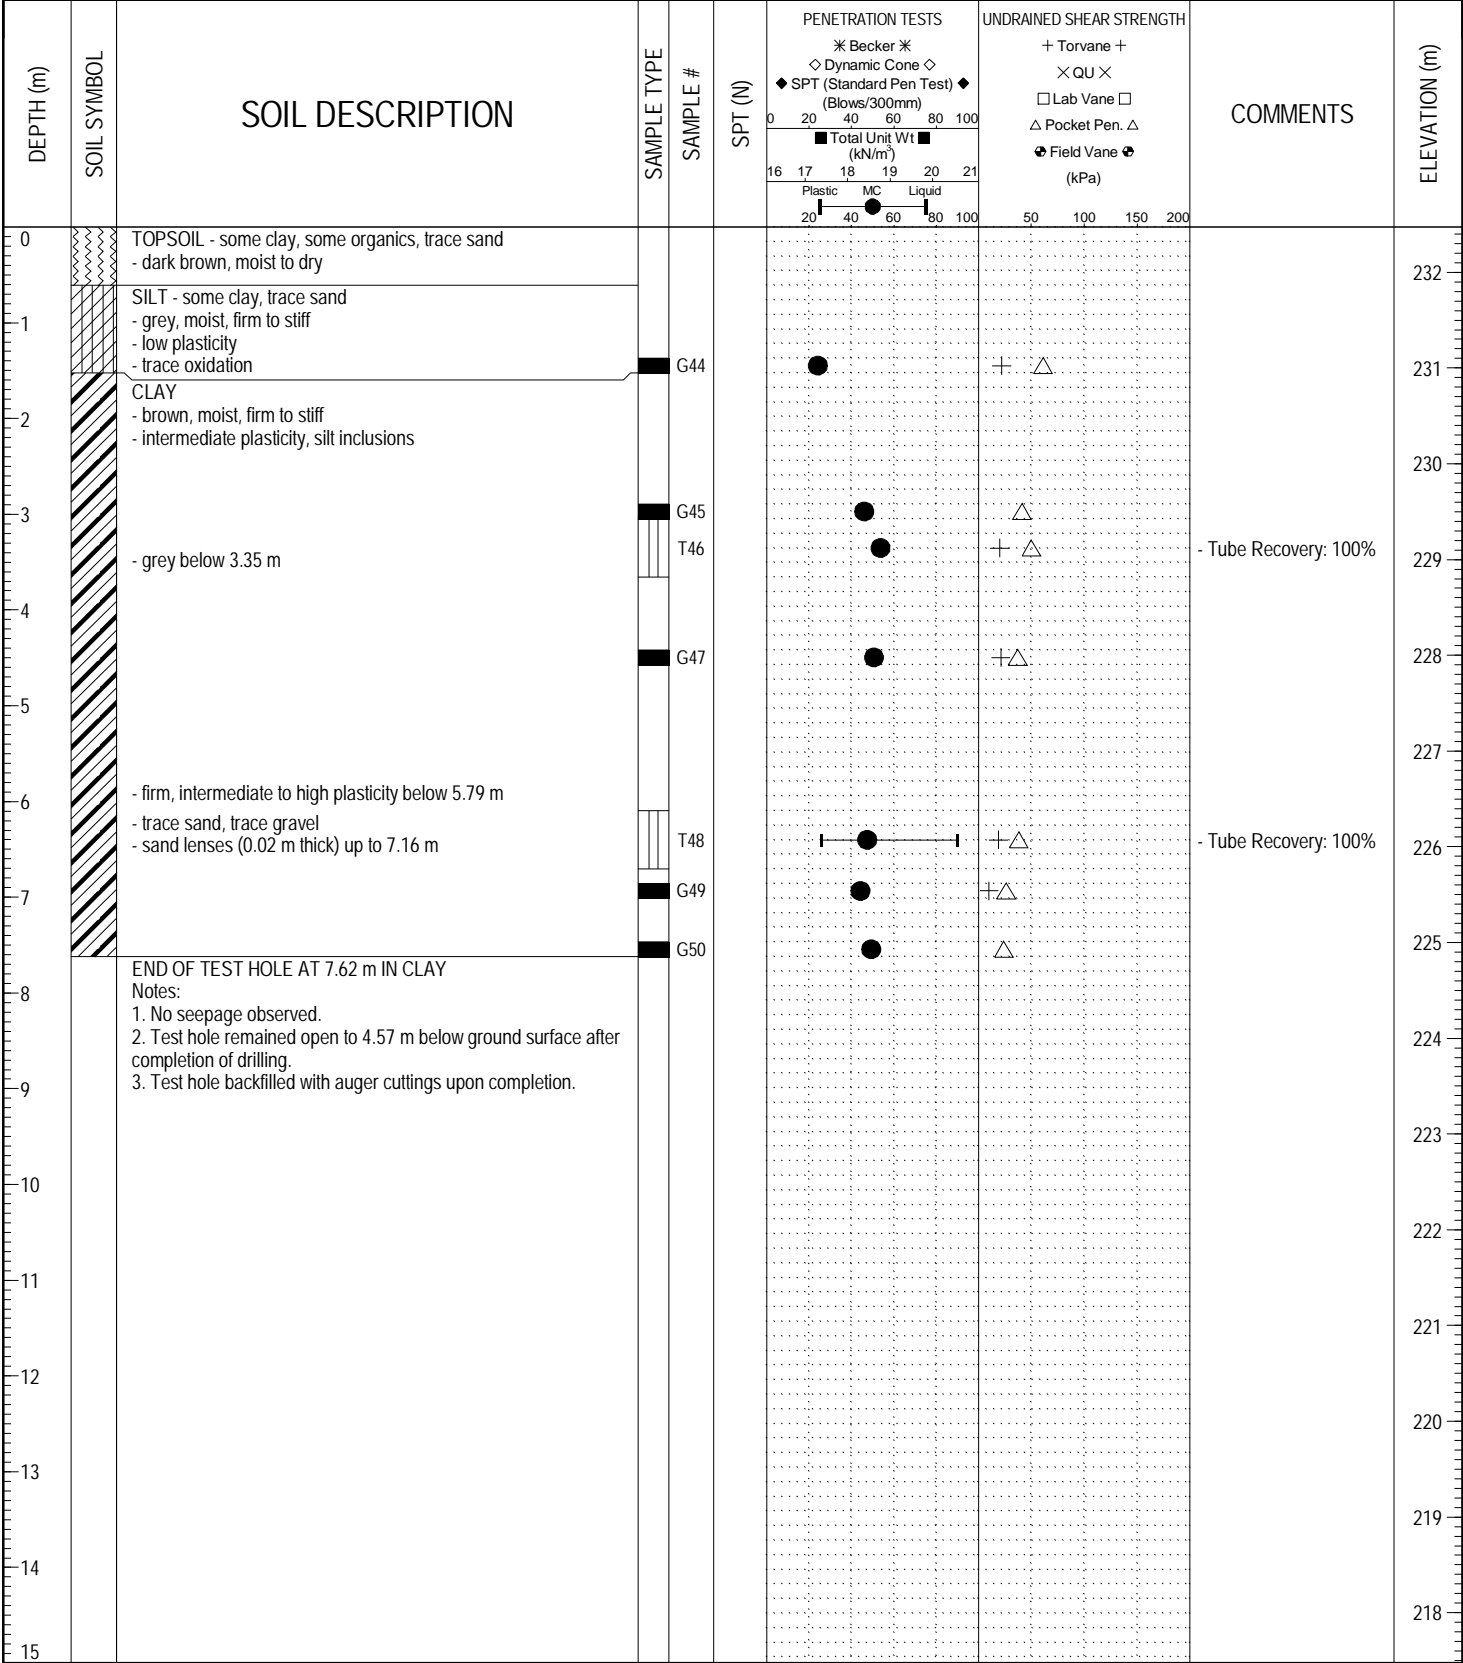 DEPTH (m)
SOIL SYMBOL
SOIL DESCRIPTION
SAMPLE TYPE
SAMPLE #
SPT (N)
PENETRATION TESTS
✳ Becker ✳
◇ Dynamic Cone ◇
◆ SPT (Standard Pen Test) ◆
(Blows/300mm)
0 20 40 60 80 100
■ Total Unit Wt ■
(kN/m³)
16 17 18 19 20 21
Plastic MC Liquid
20 40 60 80 100
UNDRAINED SHEAR STRENGTH
+ Torvane +
× QU ×
□ Lab Vane □
△ Pocket Pen. △
Field Vane
(kPa)
50 100 150 200
COMMENTS
ELEVATION (m)
0
TOPSOIL - some clay, some organics, trace sand
- dark brown, moist to dry
232
SILT - some clay, trace sand
- grey, moist, firm to stiff
1
- low plasticity
- trace oxidation
G44
231
CLAY
- brown, moist, firm to stiff
2
- intermediate plasticity, silt inclusions
230
3
G45
T46
- Tube Recovery: 100%
- grey below 3.35 m
229
4
G47
228
5
227
- firm, intermediate to high plasticity below 5.79 m
6
- trace sand, trace gravel
- sand lenses (0.02 m thick) up to 7.16 m
T48
- Tube Recovery: 100%
226
G49
7
G50
225
END OF TEST HOLE AT 7.62 m IN CLAY
Notes:
8
1. No seepage observed.
2. Test hole remained open to 4.57 m below ground surface after
224
completion of drilling.
3. Test hole backfilled with auger cuttings upon completion.
9
223
10
222
11
221
12
220
13
219
14
218
15